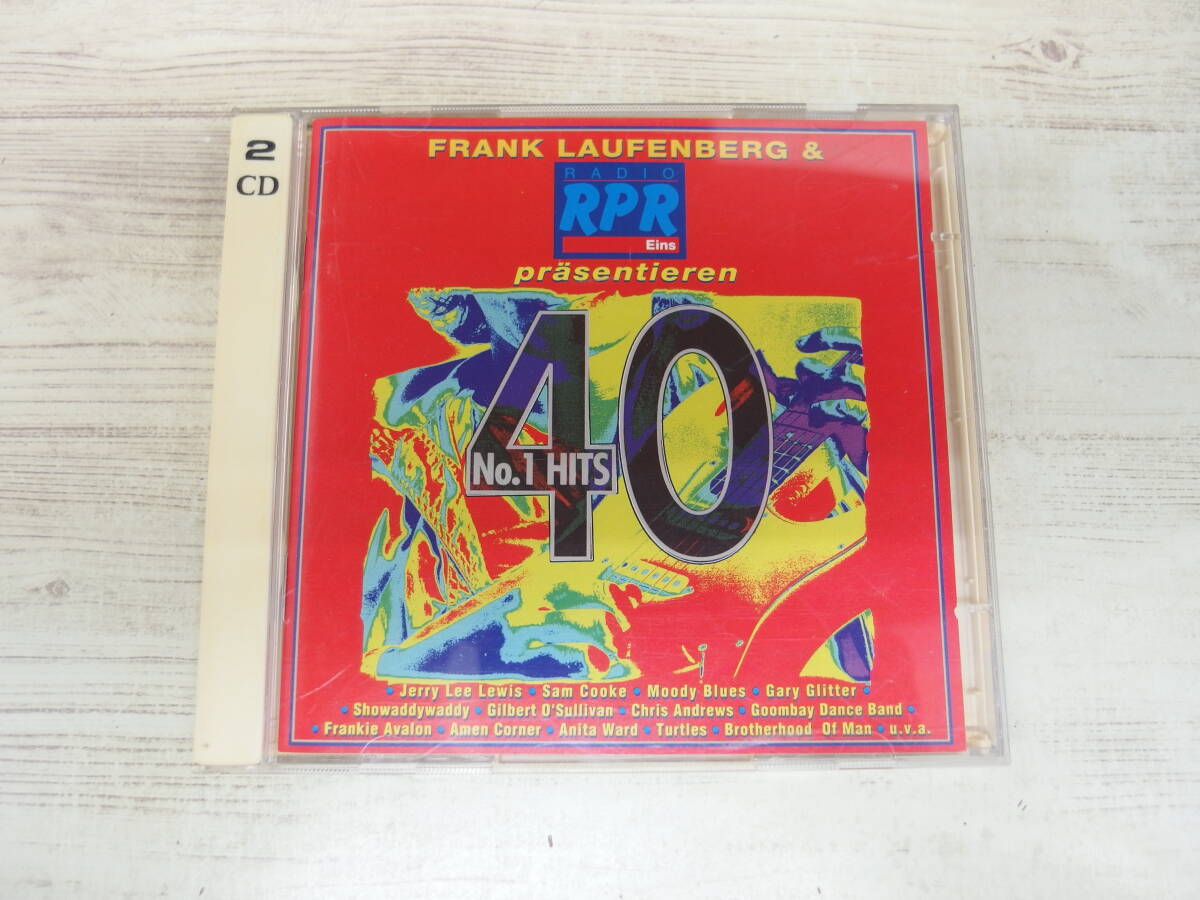 2
CD
FRANK LAUFENBERG &
RADIO
RPR
Eins
präsentieren
40
No.1 HITS
• Jerry Lee Lewis • Sam Cooke • Moody Blues • Gary Glitter •
• Showaddywaddy • Gilbert O'Sullivan • Chris Andrews • Goombay Dance Band •
• Frankie Avalon • Amen Corner • Anita Ward • Turtles • Brotherhood Of Man • u.v.a.